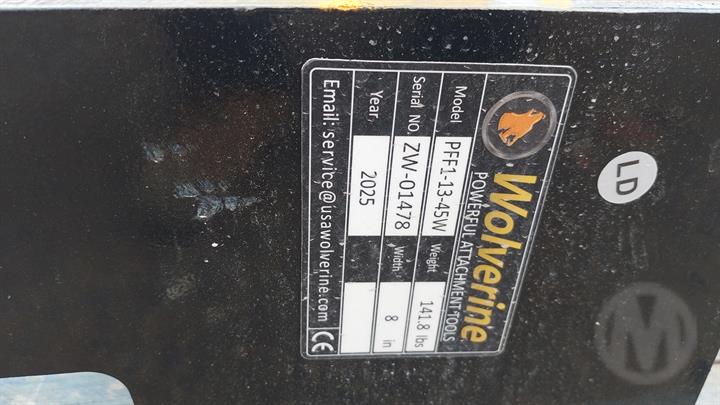 Wolverine
POWERFUL ATTACHMENT TOOLS
Model PFF1-13-45W Weight 141.8 lbs
Serial NO. ZW-01478 Width 8 in
Year 2025
Email: service@usawolverine.com CE
LD
M